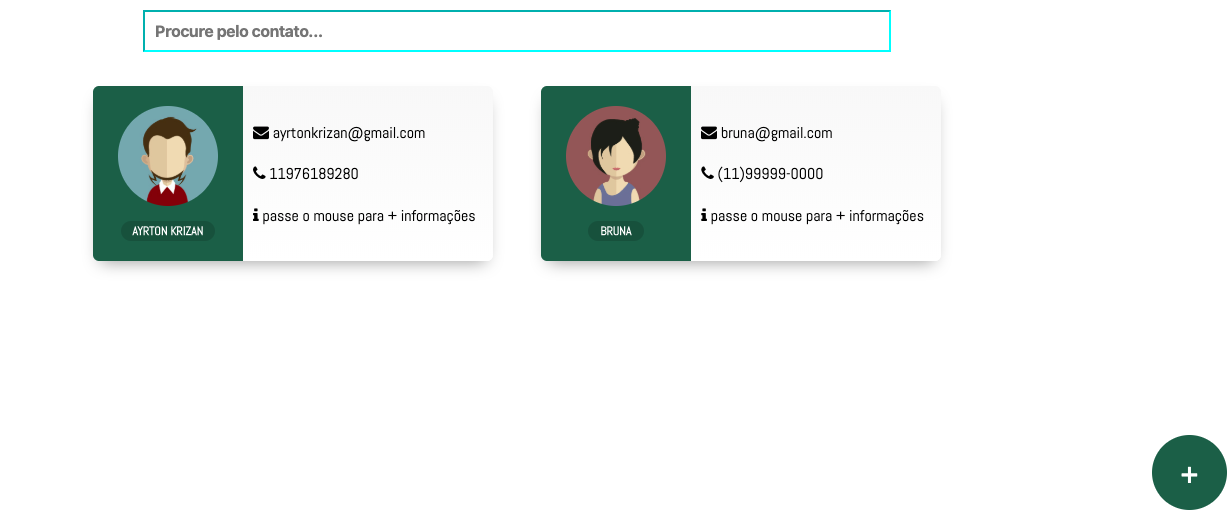 Procure pelo contato...
ayrtonkrizan@gmail.com
11976189280
passe o mouse para + informações
AYRTON KRIZAN
bruna@gmail.com
(11)99999-0000
passe o mouse para + informações
BRUNA
+